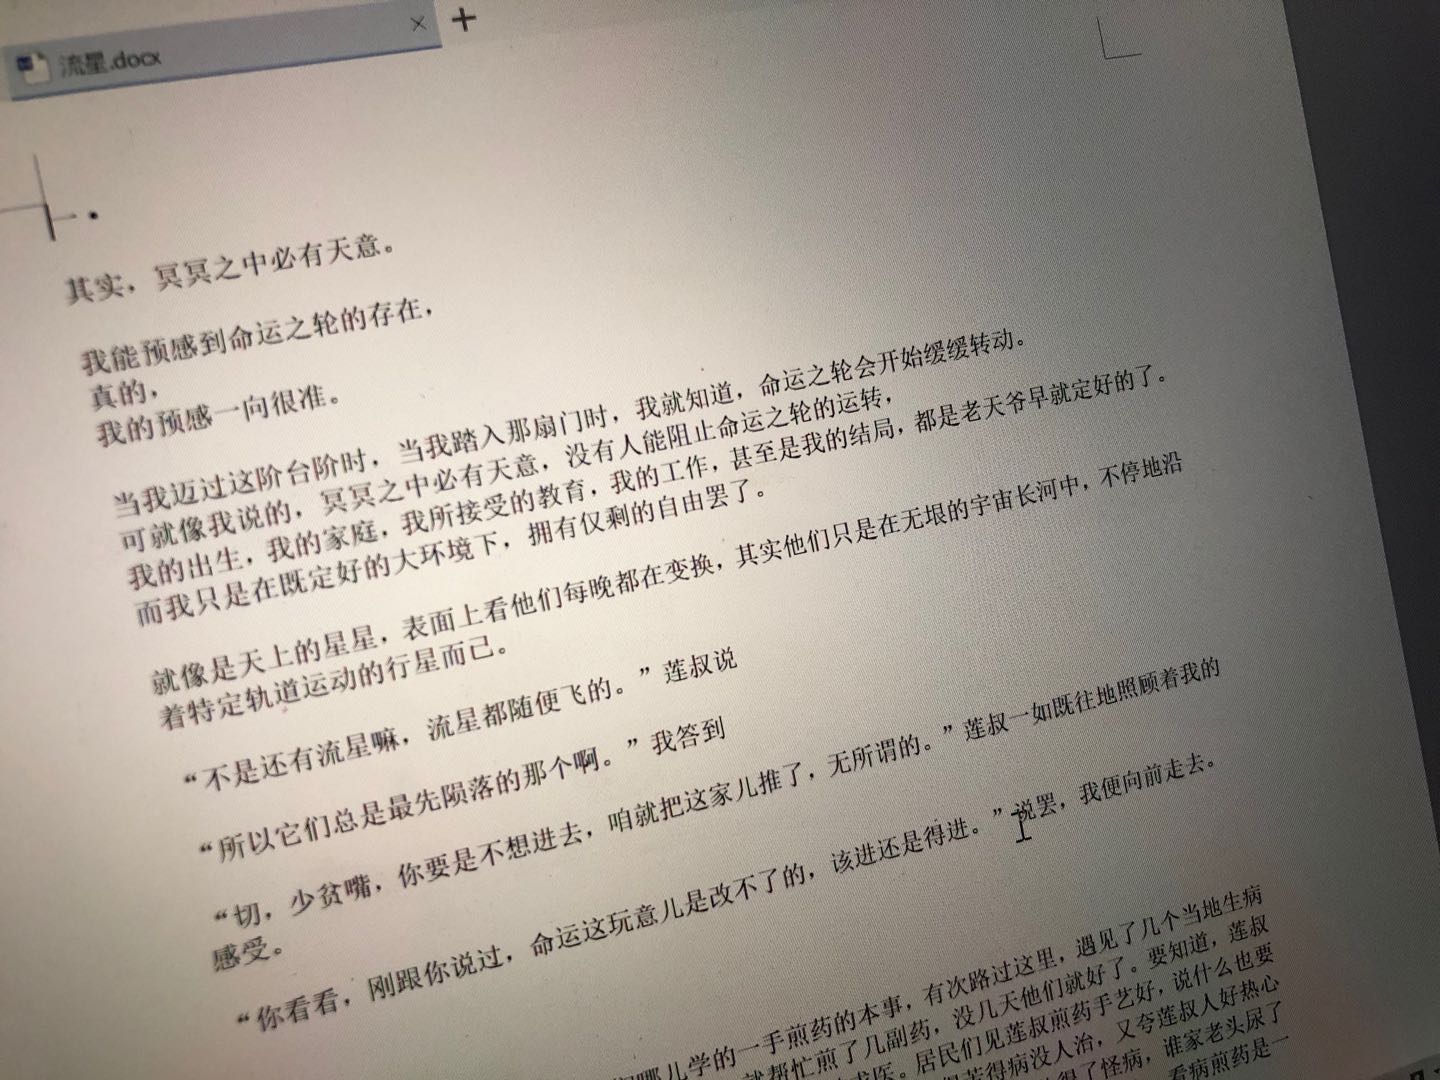 流星.docx
一.
其实，冥冥之中必有天意。
我能预感到命运之轮的存在，
真的，
我的预感一向很准。
当我迈过这阶台阶时，当我踏入那扇门时，我就知道，命运之轮会开始缓缓转动。
可就像我说的，冥冥之中必有天意，没有人能阻止命运之轮的运转，
我的出生，我的家庭，我所接受的教育，我的工作，甚至是我的结局，都是老天爷早就定好的了。
而我只是在既定好的大环境下，拥有仅剩的自由罢了。
就像是天上的星星，表面上看他们每晚都在变换，其实他们只是在无垠的宇宙长河中，不停地沿
着特定轨道运动的行星而己。
“不是还有流星嘛，流星都随便飞的。”莲叔说
“所以它们总是最先陨落的那个啊。”我答到
“切，少贫嘴，你要是不想进去，咱就把这家儿推了，无所谓的。”莲叔一如既往地照顾着我的
感受。
“你看看，刚跟你说过，命运这玩意儿是改不了的，该进还是得进。”说罢，我便向前走去。
哪儿学的一手煎药的本事，有次路过这里，遇见了几个当地生病
就帮忙煎了几副药，没几天他们就好了。要知道，莲叔
求医。居民们见莲叔煎药手艺好，说什么也要
得病没人治，又夸莲叔人好热心
得了怪病，谁家老头尿了
看病煎药是一